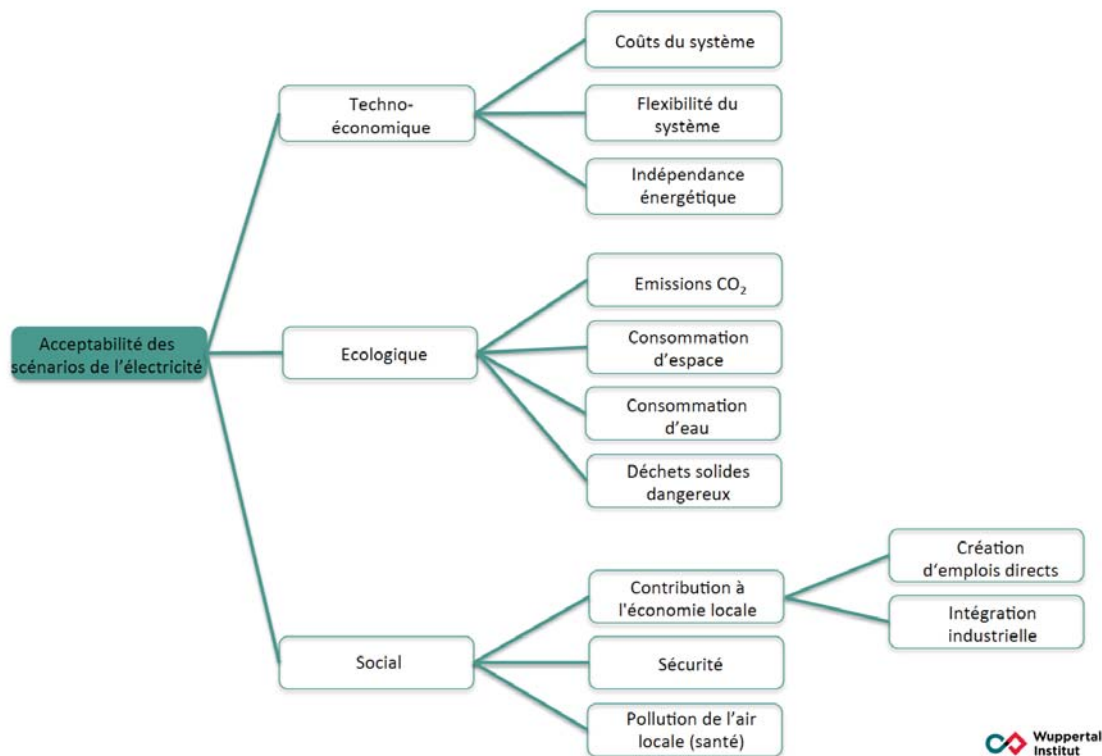 Coûts du système
Techno-
économique
Flexibilité du
système
Indépendance
énergétique
Acceptabilité des
scénarios de l'électricité
Ecologique
Emissions CO₂
Consommation
d'espace
Consommation
d'eau
Déchets solides
dangereux
Social
Contribution à
l'économie locale
Création
d'emplois directs
Intégration
industrielle
Sécurité
Pollution de l'air
locale (santé)
Wuppertal
Institut